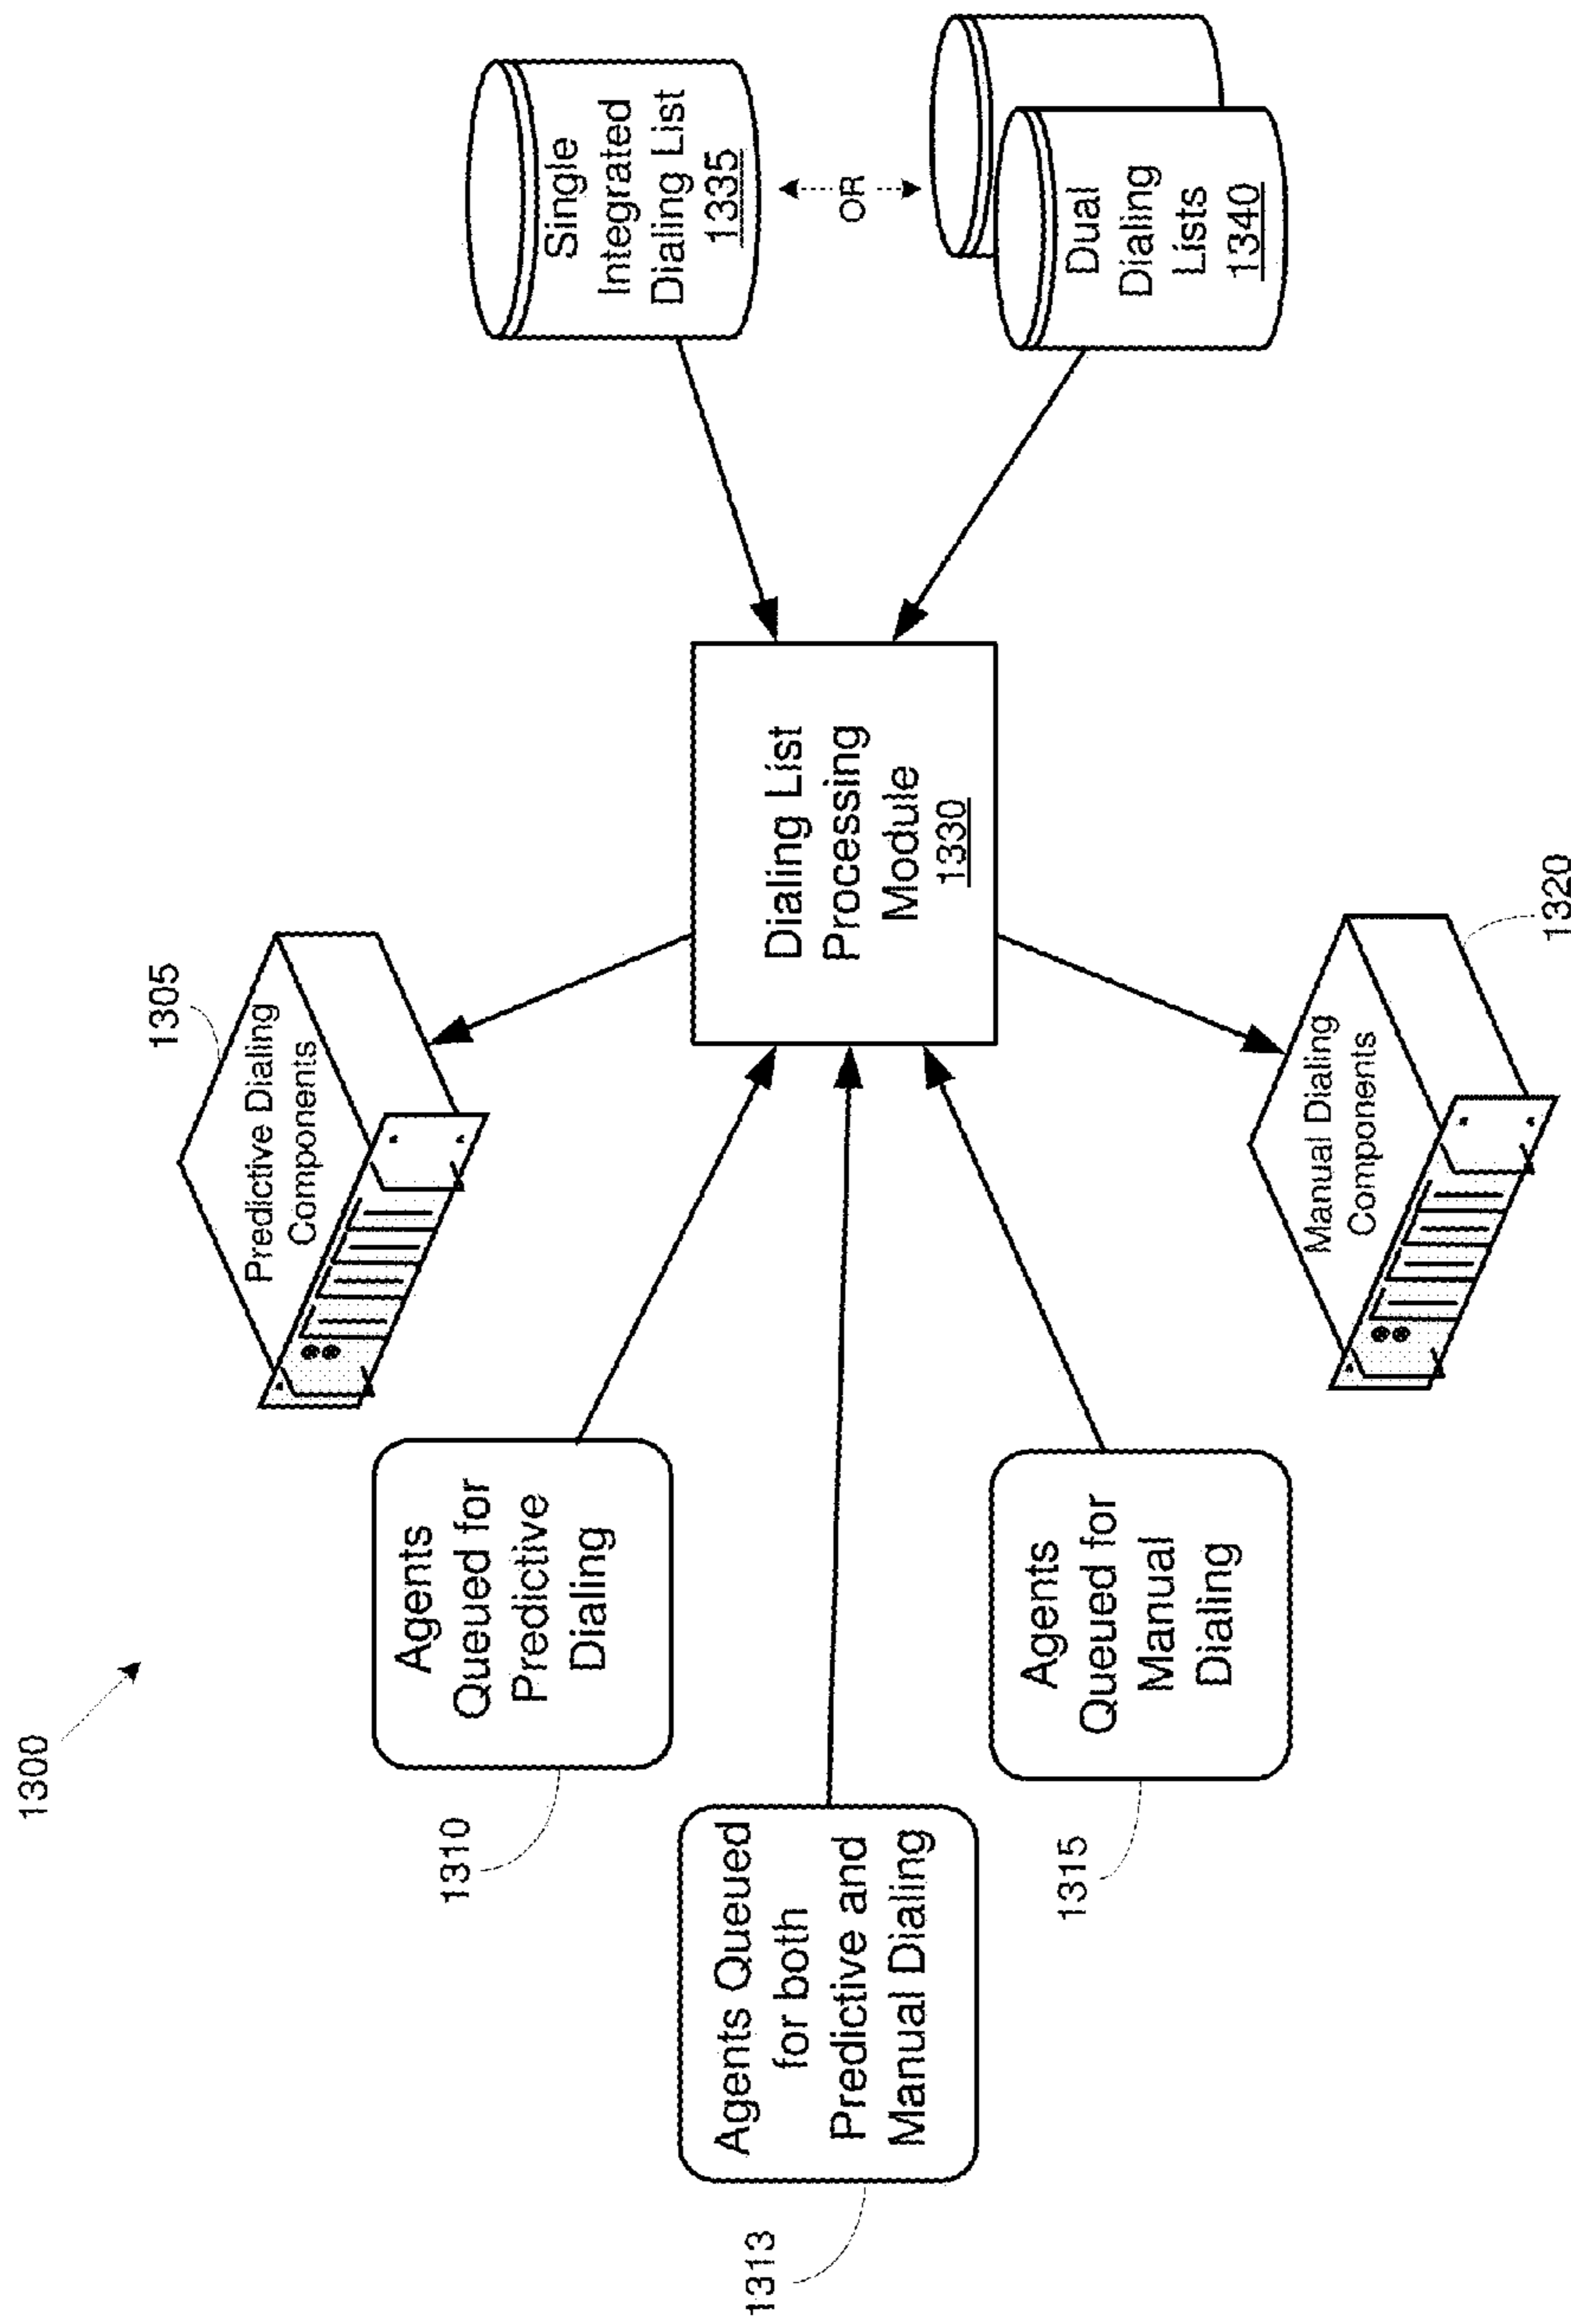 1300
1305
Predictive Dialing
Components
1310
Agents
Queued for
Predictive
Dialing
Single
Integrated
Dialing List
1335
OR
Dual
Dialing
Lists
1340
Dialing List
Processing
Module
1330
1313
Agents Queued
for both
Predictive and
Manual Dialing
1315
Agents
Queued for
Manual
Dialing
Manual Dialing
Components
1320